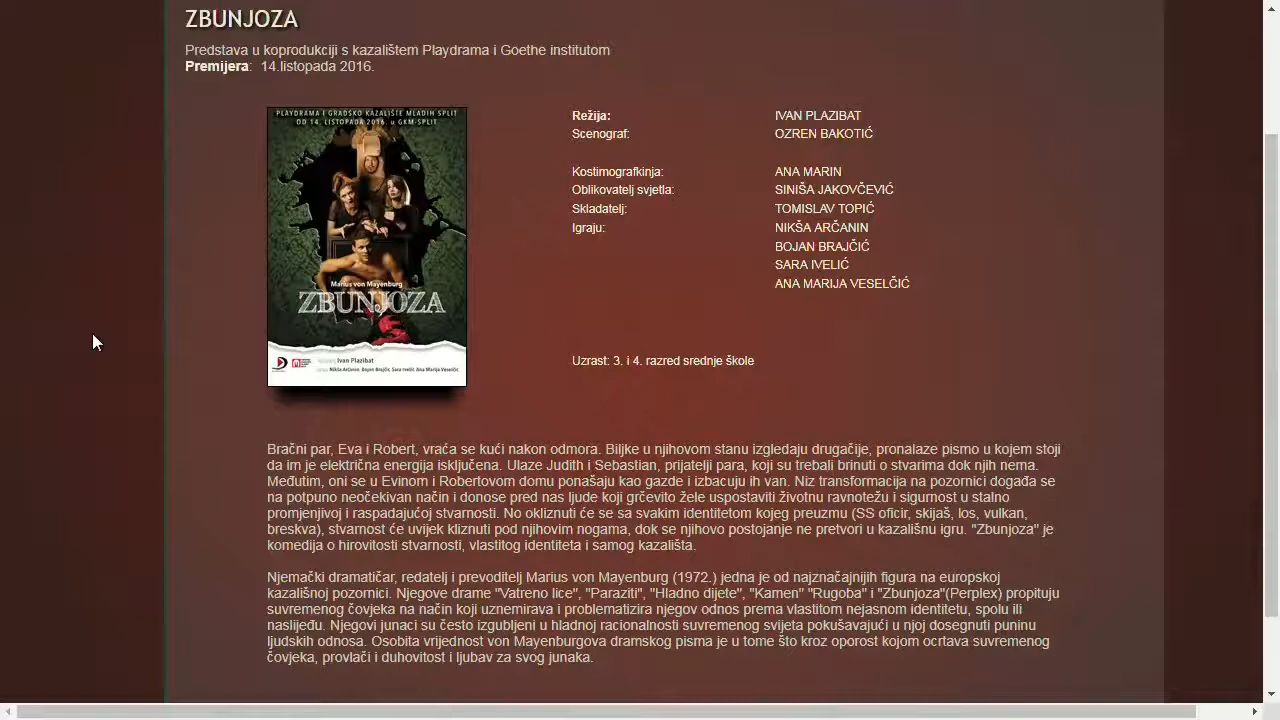 ZBUNJOZA
Predstava u koprodukciji s kazalištem Playdrama i Goethe institutom
Premijera: 14.listopada 2016.
PLAYDRAMA I GRADSKO KAZALIŠTE MLADIH SPLIT
OD 14. LISTOPADA 2016. u GKM-SPLIT
Marius von Mayenburg
ZBUNJOZA
Ivan Plazibat
Nikša Arčanin, Bojan Brajčić, Sara Ivelić, Ana Marija Veselčić
Režija: IVAN PLAZIBAT
Scenograf: OZREN BAKOTIĆ
Kostimografkinja: ANA MARIN
Oblikovatelj svjetla: SINIŠA JAKOVČEVIĆ
Skladatelj: TOMISLAV TOPIĆ
Igraju: NIKŠA ARČANIN
BOJAN BRAJČIĆ
SARA IVELIĆ
ANA MARIJA VESELČIĆ
Uzrast: 3. i 4. razred srednje škole
Bračni par, Eva i Robert, vraća se kući nakon odmora. Biljke u njihovom stanu izgledaju drugačije, pronalaze pismo u kojem stoji
da im je električna energija isključena. Ulaze Judith i Sebastian, prijatelji para, koji su trebali brinuti o stvarima dok njih nema.
Međutim, oni se u Evinom i Robertovom domu ponašaju kao gazde i izbacuju ih van. Niz transformacija na pozornici događa se
na potpuno neočekivan način i donose pred nas ljude koji grčevito žele uspostaviti životnu ravnotežu i sigurnost u stalno
promjenjivoj i raspadajućoj stvarnosti. No okliznuti će se sa svakim identitetom kojeg preuzmu (SS oficir, skijaš, los, vulkan,
breskva), stvarnost će uvijek kliznuti pod njihovim nogama, dok se njihovo postojanje ne pretvori u kazališnu igru. "Zbunjoza" je
komedija o hirovitosti stvarnosti, vlastitog identiteta i samog kazališta.
Njemački dramatičar, redatelj i prevoditelj Marius von Mayenburg (1972.) jedna je od najznačajnijih figura na europskoj
kazališnoj pozornici. Njegove drame "Vatreno lice", "Paraziti", "Hladno dijete", "Kamen" "Rugoba" i "Zbunjoza"(Perplex) propituju
suvremenog čovjeka na način koji uznemirava i problematizira njegov odnos prema vlastitom nejasnom identitetu, spolu ili
naslijeđu. Njegovi junaci su često izgubljeni u hladnoj racionalnosti suvremenog svijeta pokušavajući u njoj dosegnuti puninu
ljudskih odnosa. Osobita vrijednost von Mayenburgova dramskog pisma je u tome što kroz oporost kojom ocrtava suvremenog
čovjeka, provlači i duhovitost i ljubav za svog junaka.